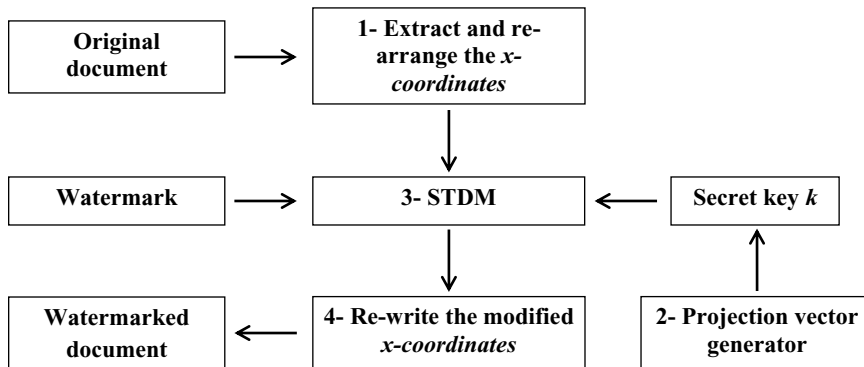 Original
document
1- Extract and re-
arrange the x-
coordinates
Watermark
3- STDM
Secret key k
Watermarked
document
4- Re-write the modified
x-coordinates
2- Projection vector
generator